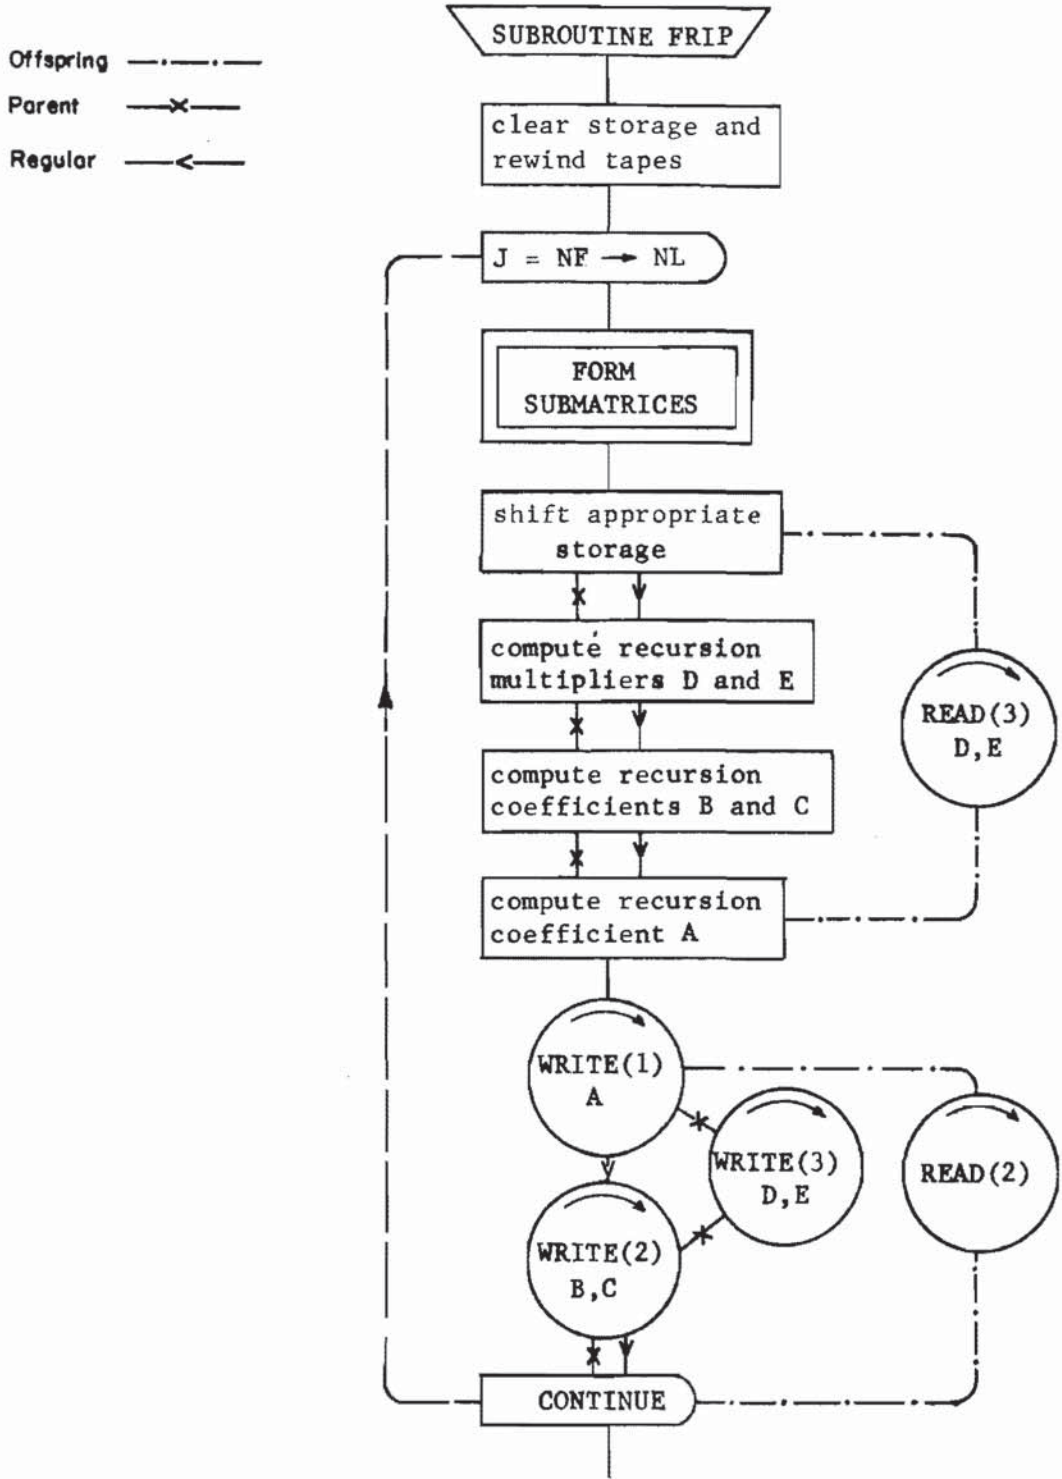 SUBROUTINE FRIP
Offspring
Parent
Regular
clear storage and
rewind tapes
J = NF → NL
FORM
SUBMATRICES
shift appropriate
storage
compute recursion
multipliers D and E
READ(3)
D,E
compute recursion
coefficients B and C
compute recursion
coefficient A
WRITE(1)
A
WRITE(3)
D,E
READ(2)
WRITE(2)
B,C
CONTINUE